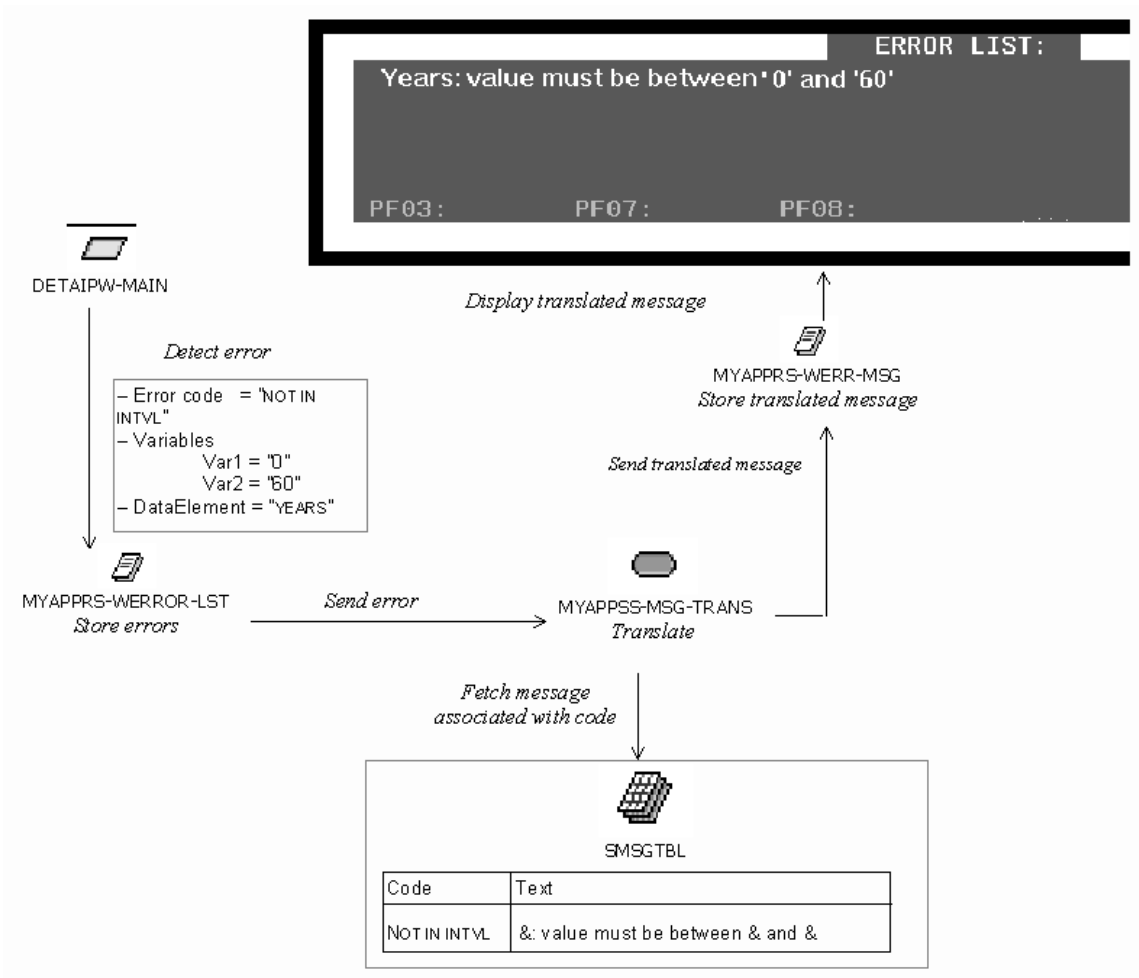 ERROR LIST:
Years: value must be between '0' and '60'
PF03: PF07: PF08:
DETAIPW-MAIN
Detect error
– Error code = "NOT IN
INTVL"
– Variables
Var1 = "0"
Var2 = "60"
– DataElement = "YEARS"
Display translated message
MYAPPRS-WERR-MSG
Store translated message
Send translated message
MYAPPRS-WERROR-LST
Store errors
Send error
MYAPPSS-MSG-TRANS
Translate
Fetch message
associated with code
SMSGTBL
Code Text
NOT IN INTVL &: value must be between & and &